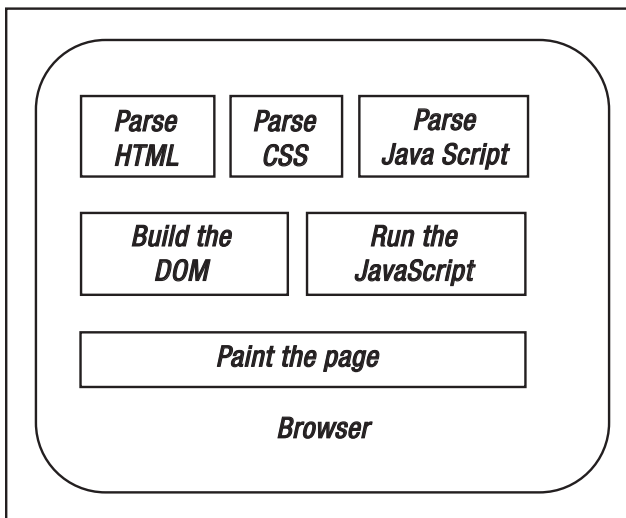 Parse
HTML
Parse
CSS
Parse
Java Script
Build the
DOM
Run the
JavaScript
Paint the page
Browser